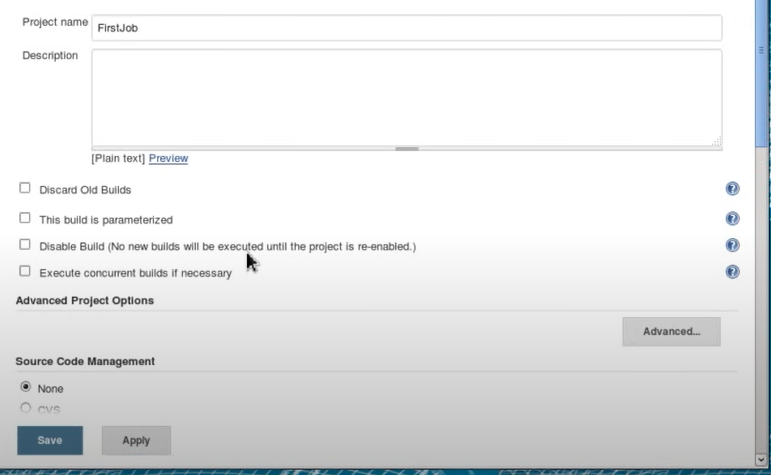 Project name FirstJob
Description
[Plain text] Preview
Discard Old Builds
This build is parameterized
Disable Build (No new builds will be executed until the project is re-enabled.)
Execute concurrent builds if necessary
Advanced Project Options
Advanced...
Source Code Management
None
CVS
Save Apply